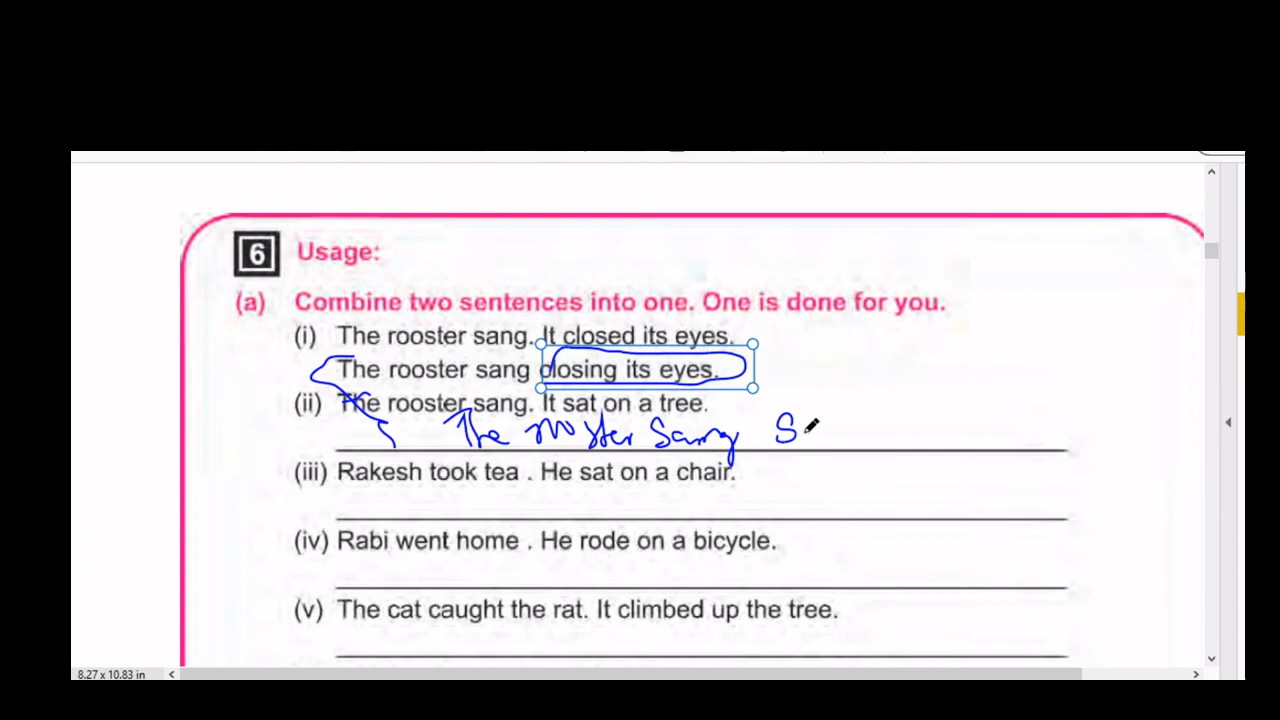 6 Usage:
(a) Combine two sentences into one. One is done for you.
(i) The rooster sang. It closed its eyes.
The rooster sang closing its eyes.
(ii) The rooster sang. It sat on a tree.
The rooster sang S
(iii) Rakesh took tea . He sat on a chair.
(iv) Rabi went home . He rode on a bicycle.
(v) The cat caught the rat. It climbed up the tree.
8.27 x 10.83 in